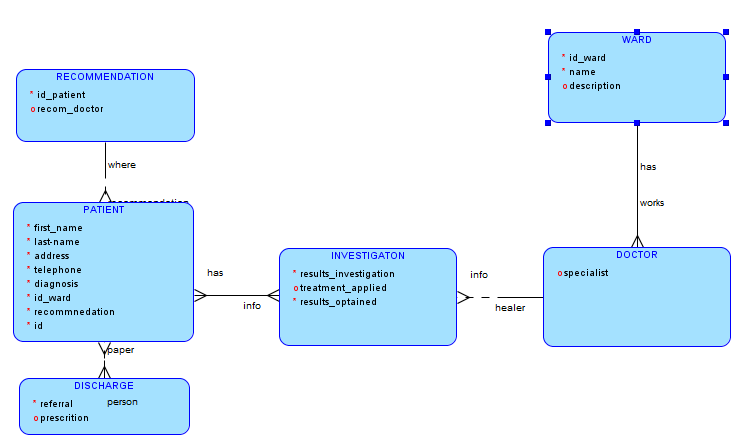 WARD
* id_ward
* name
o description
RECOMMENDATION
* id_patient
o recom_doctor
where
has
works
recommendation
PATIENT
* first_name
* last-name
* address
* telephone
* diagnosis
* id_ward
* recommnedation
* id
has
info
INVESTIGATON
* results_investigation
o treatment_applied
* results_optained
info
healer
DOCTOR
o specialist
paper
DISCHARGE
person
* referral
o prescrition